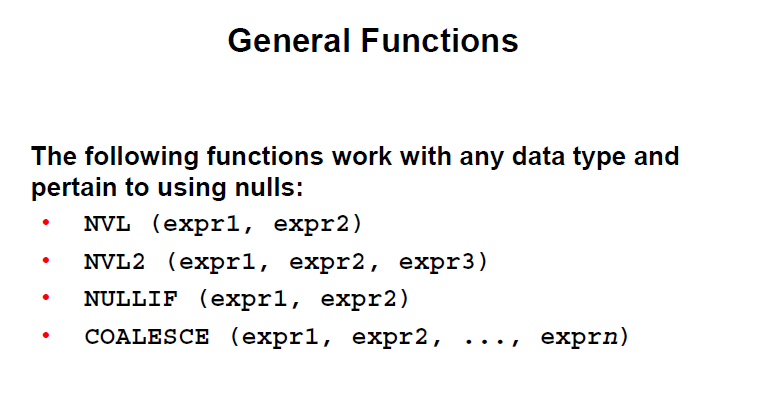 General Functions
The following functions work with any data type and
pertain to using nulls:
• NVL (expr1, expr2)
• NVL2 (expr1, expr2, expr3)
• NULLIF (expr1, expr2)
• COALESCE (expr1, expr2, ..., exprn)